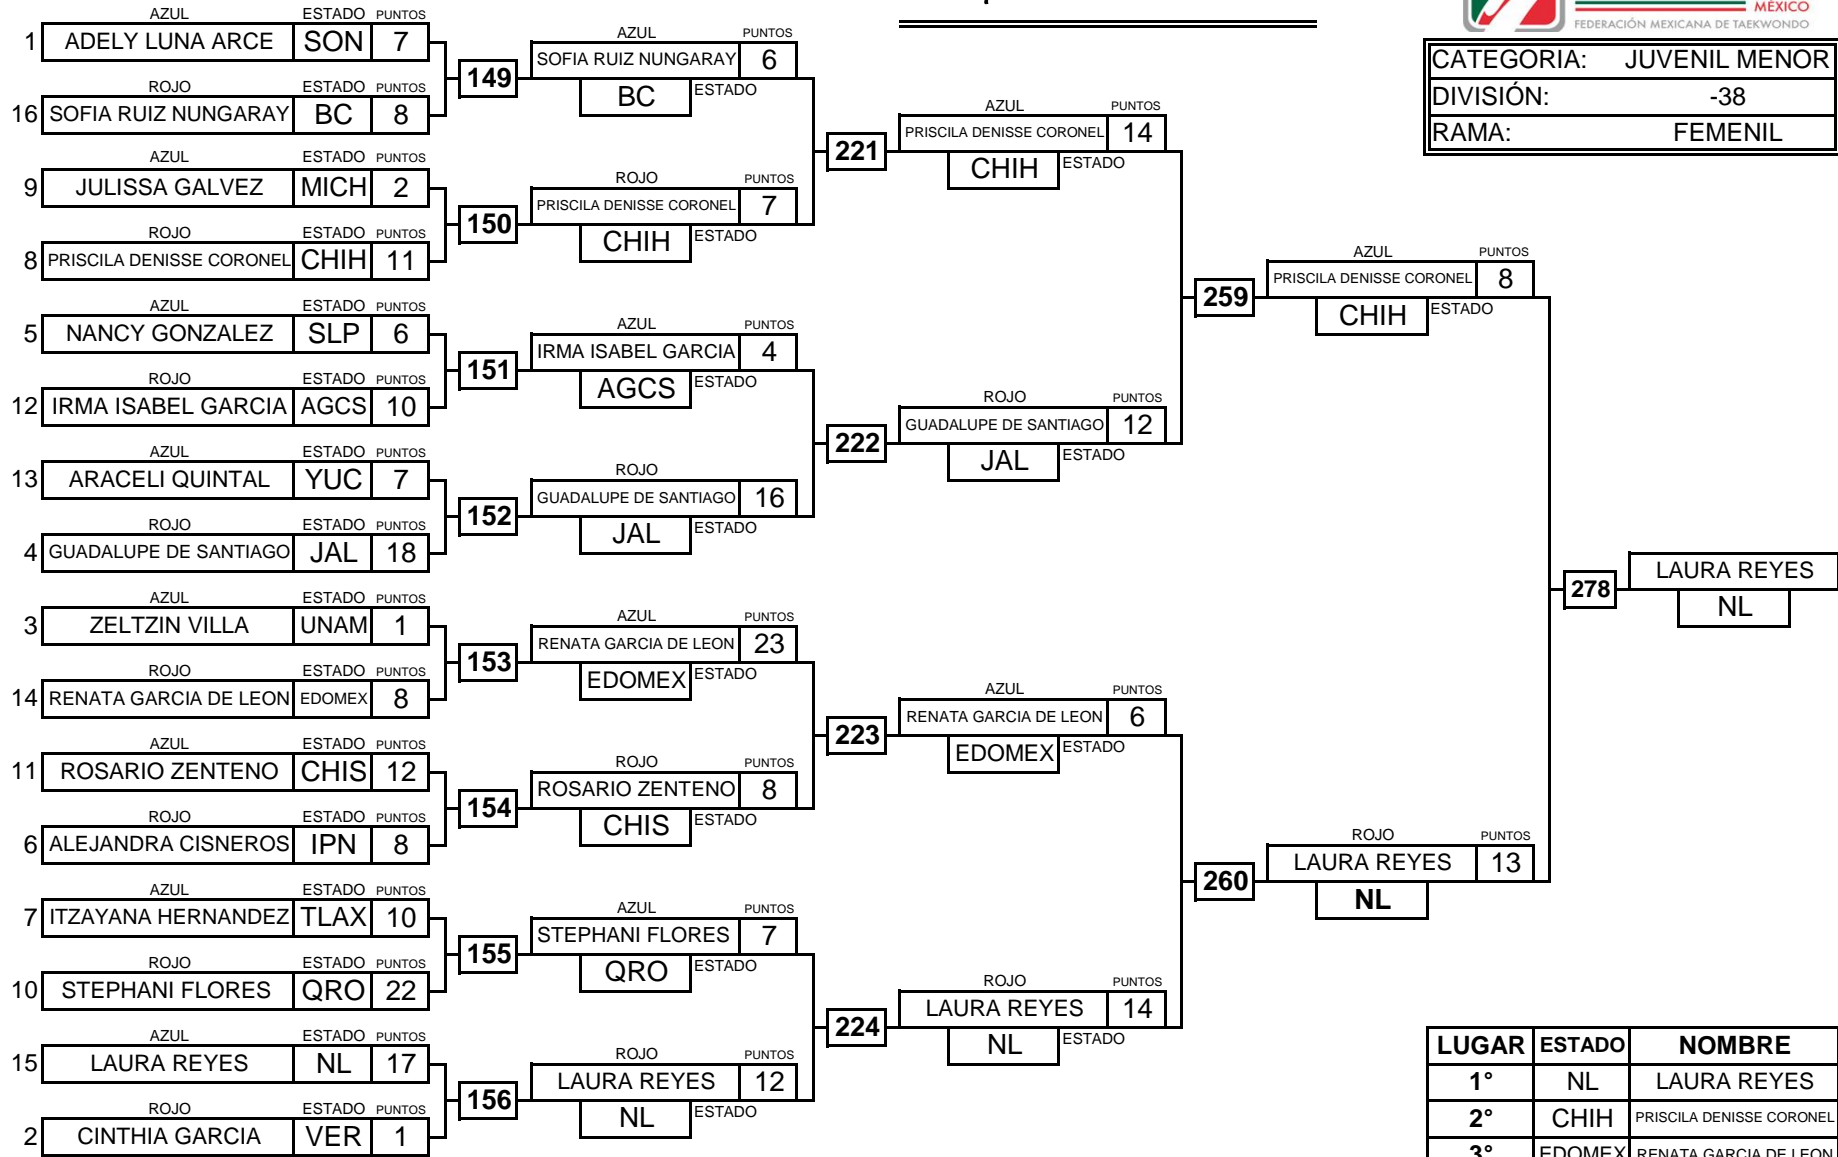 MÉXICO
FEDERACIÓN MEXICANA DE TAEKWONDO
CATEGORIA: JUVENIL MENOR
DIVISIÓN: -38
RAMA: FEMENIL
AZUL ESTADO PUNTOS
1 ADELY LUNA ARCE SON 7
ROJO ESTADO PUNTOS
16 SOFIA RUIZ NUNGARAY BC 8
149
AZUL ESTADO PUNTOS
9 JULISSA GALVEZ MICH 2
ROJO ESTADO PUNTOS
8 PRISCILA DENISSE CORONEL CHIH 11
150
AZUL ESTADO PUNTOS
5 NANCY GONZALEZ SLP 6
ROJO ESTADO PUNTOS
12 IRMA ISABEL GARCIA AGCS 10
151
AZUL ESTADO PUNTOS
13 ARACELI QUINTAL YUC 7
ROJO ESTADO PUNTOS
4 GUADALUPE DE SANTIAGO JAL 18
152
AZUL ESTADO PUNTOS
3 ZELTZIN VILLA UNAM 1
ROJO ESTADO PUNTOS
14 RENATA GARCIA DE LEON EDOMEX 8
153
AZUL ESTADO PUNTOS
11 ROSARIO ZENTENO CHIS 12
ROJO ESTADO PUNTOS
6 ALEJANDRA CISNEROS IPN 8
154
AZUL ESTADO PUNTOS
7 ITZAYANA HERNANDEZ TLAX 10
ROJO ESTADO PUNTOS
10 STEPHANI FLORES QRO 22
155
AZUL ESTADO PUNTOS
15 LAURA REYES NL 17
ROJO ESTADO PUNTOS
2 CINTHIA GARCIA VER 1
156
AZUL PUNTOS
SOFIA RUIZ NUNGARAY 6
BC ESTADO
ROJO PUNTOS
PRISCILA DENISSE CORONEL 7
CHIH ESTADO
221
AZUL PUNTOS
IRMA ISABEL GARCIA 4
AGCS ESTADO
ROJO PUNTOS
GUADALUPE DE SANTIAGO 16
JAL ESTADO
222
AZUL PUNTOS
RENATA GARCIA DE LEON 23
EDOMEX ESTADO
ROJO PUNTOS
ROSARIO ZENTENO 8
CHIS ESTADO
223
AZUL PUNTOS
STEPHANI FLORES 7
QRO ESTADO
ROJO PUNTOS
LAURA REYES 12
NL ESTADO
224
AZUL PUNTOS
PRISCILA DENISSE CORONEL 14
CHIH ESTADO
ROJO PUNTOS
GUADALUPE DE SANTIAGO 12
JAL ESTADO
259
AZUL PUNTOS
RENATA GARCIA DE LEON 6
EDOMEX ESTADO
ROJO PUNTOS
LAURA REYES 14
NL ESTADO
260
AZUL PUNTOS
PRISCILA DENISSE CORONEL 8
CHIH ESTADO
ROJO PUNTOS
LAURA REYES 13
NL
278
LAURA REYES
NL
LUGAR ESTADO NOMBRE
1° NL LAURA REYES
2° CHIH PRISCILA DENISSE CORONEL
3° EDOMEX RENATA GARCIA DE LEON